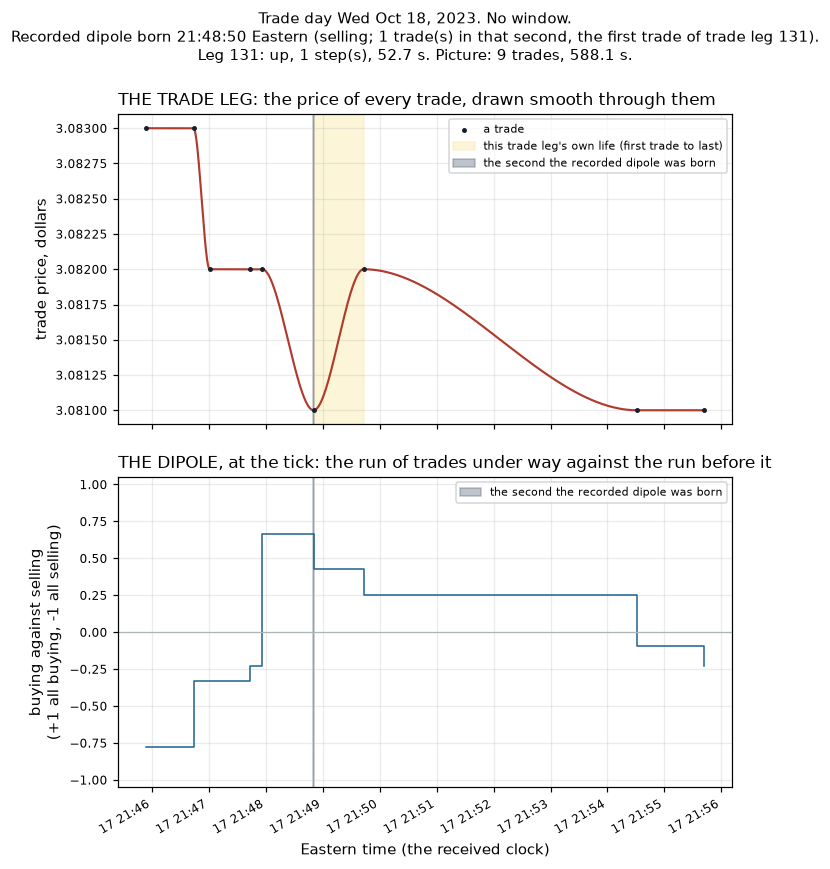 Trade day Wed Oct 18, 2023. No window.
Recorded dipole born 21:48:50 Eastern (selling; 1 trade(s) in that second, the first trade of trade leg 131).
Leg 131: up, 1 step(s), 52.7 s. Picture: 9 trades, 588.1 s.
THE TRADE LEG: the price of every trade, drawn smooth through them
a trade
this trade leg's own life (first trade to last)
the second the recorded dipole was born
3.08300
3.08275
3.08250
3.08225
3.08200
3.08175
3.08150
3.08125
3.08100
trade price, dollars
THE DIPOLE, at the tick: the run of trades under way against the run before it
the second the recorded dipole was born
1.00
0.75
0.50
0.25
0.00
−0.25
−0.50
−0.75
−1.00
buying against selling
(+1 all buying, -1 all selling)
17 21:46
17 21:47
17 21:48
17 21:49
17 21:50
17 21:51
17 21:52
17 21:53
17 21:54
17 21:55
17 21:56
Eastern time (the received clock)